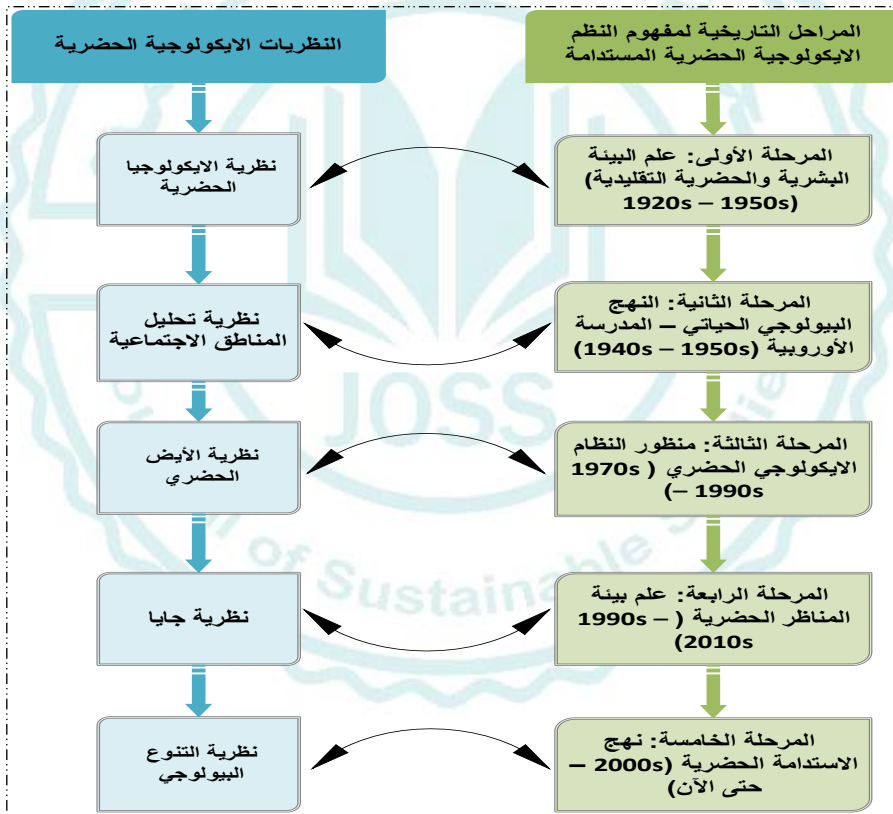 المراحل التاريخية لمفهوم النظم
الايكولوجية الحضرية المستدامة
النظريات الايكولوجية الحضرية
المرحلة الأولى: علم البيئة
البشرية والحضرية التقليدية)
(1920s – 1950s
نظرية الايكولوجيا
الحضرية
المرحلة الثانية: النهج
البيولوجي الحياتي – المدرسة
الأوروبية (1940s – 1950s)
نظرية تحليل
المناطق الاجتماعية
المرحلة الثالثة: منظور النظام
الايكولوجي الحضري ( 1970s
– 1990s)
نظرية الأيض
الحضري
المرحلة الرابعة: علم بيئة
المناظر الحضرية ( – 1990s
2010s)
نظرية جايا
المرحلة الخامسة: نهج
الاستدامة الحضرية (2000s –
حتى الآن)
نظرية التنوع
البيولوجي
JOSS
of Sustainable